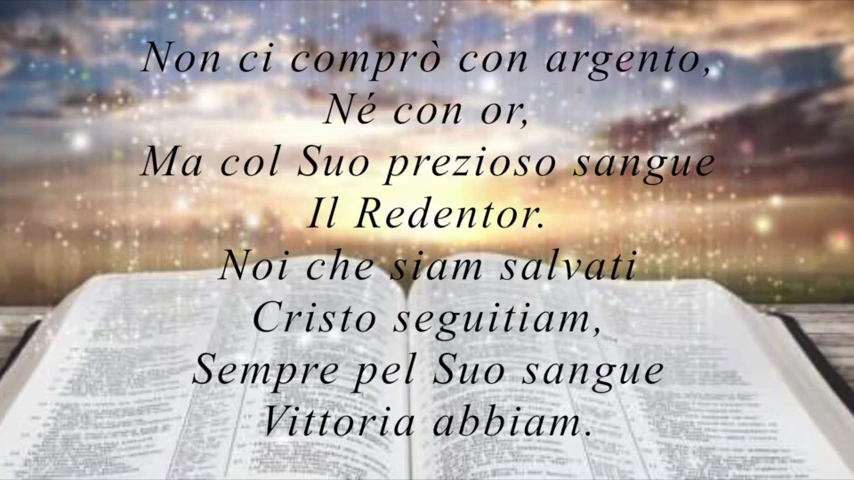 Non ci comprò con argento,
Né con or,
Ma col Suo prezioso sangue
Il Redentor.
Noi che siam salvati
Cristo seguitiam,
Sempre pel Suo sangue
Vittoria abbiam.